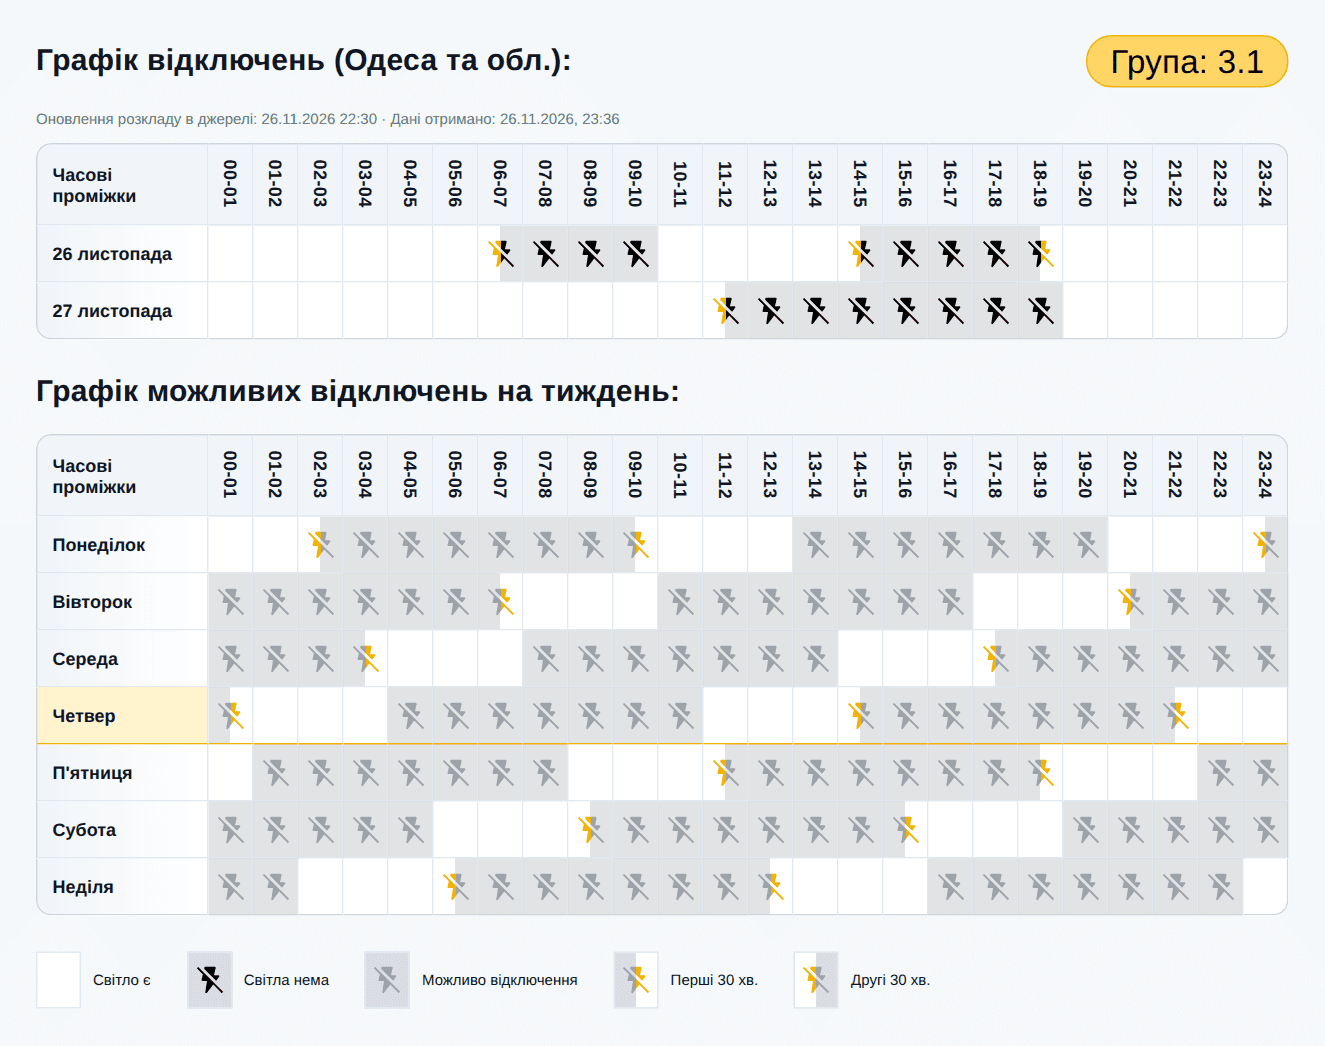 Графік відключень (Одеса та обл.):
Група: 3.1
Оновлення розкладу в джерелі: 26.11.2026 22:30 · Дані отримано: 26.11.2026, 23:36
Часові
проміжки
00-01 01-02 02-03 03-04 04-05 05-06 06-07 07-08 08-09 09-10 10-11 11-12 12-13 13-14 14-15 15-16 16-17 17-18 18-19 19-20 20-21 21-22 22-23 23-24
26 листопада
27 листопада
Графік можливих відключень на тиждень:
Часові
проміжки
00-01 01-02 02-03 03-04 04-05 05-06 06-07 07-08 08-09 09-10 10-11 11-12 12-13 13-14 14-15 15-16 16-17 17-18 18-19 19-20 20-21 21-22 22-23 23-24
Понеділок
Вівторок
Середа
Четвер
П'ятниця
Субота
Неділя
Світло є Світла нема Можливо відключення Перші 30 хв. Другі 30 хв.